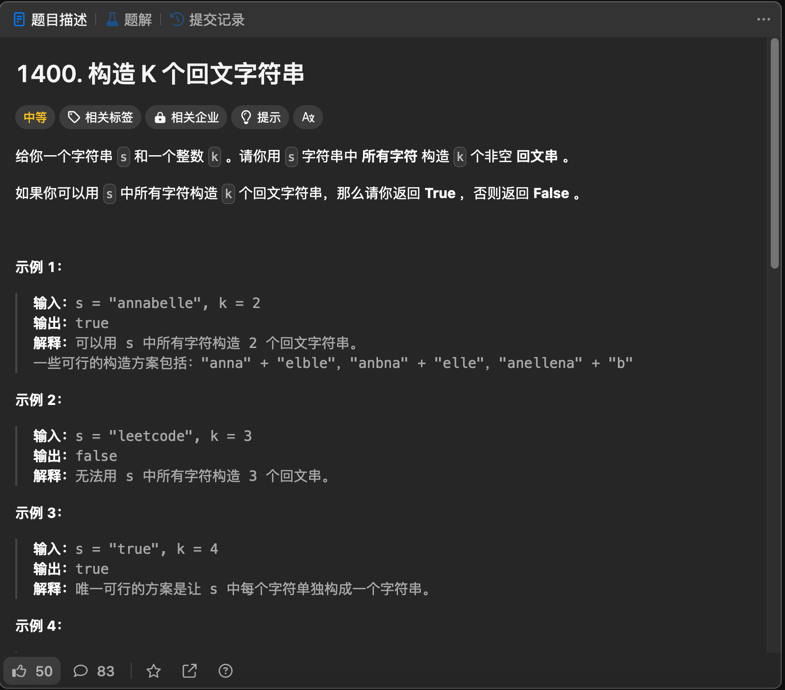 题目描述 题解 提交记录
1400. 构造 K 个回文字符串
中等 相关标签 相关企业 提示 Aあ
给你一个字符串 s 和一个整数 k 。请你用 s 字符串中 所有字符 构造 k 个非空 回文串 。
如果你可以用 s 中所有字符构造 k 个回文字符串，那么请你返回 True ，否则返回 False 。
示例 1：
输入：s = "annabelle", k = 2
输出：true
解释：可以用 s 中所有字符构造 2 个回文字符串。
一些可行的构造方案包括："anna" + "elble"，"anbna" + "elle"，"anellena" + "b"
示例 2：
输入：s = "leetcode", k = 3
输出：false
解释：无法用 s 中所有字符构造 3 个回文串。
示例 3：
输入：s = "true", k = 4
输出：true
解释：唯一可行的方案是让 s 中每个字符单独构成一个字符串。
示例 4：
50 83